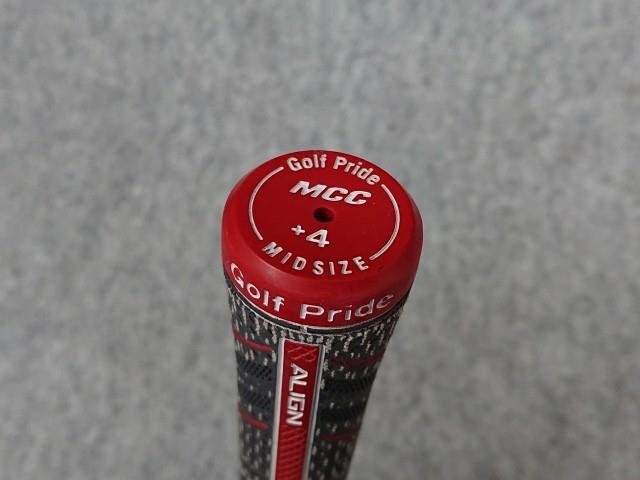 Golf Pride
MCC
+4
MIDSIZE
Golf Pride
ALIGN